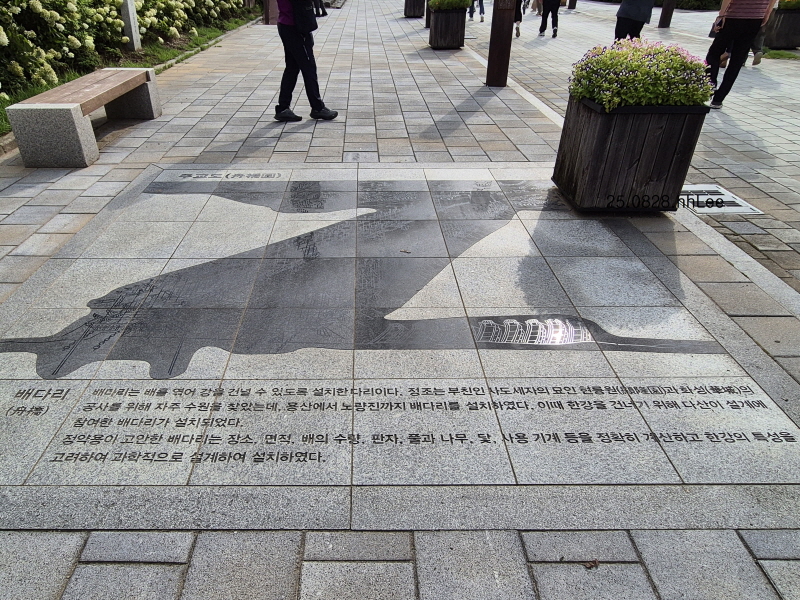 주교도(舟橋圖)
25/0828/hhLee
배다리
(舟橋)
배다리는 배를 엮어 강을 건널 수 있도록 설치한 다리이다. 정조는 부친인 사도세자의 묘인 현륭원(顯隆園)과 화성(華城)의
공사를 위해 자주 수원을 찾았는데, 용산에서 노량진까지 배다리를 설치하였다. 이때 한강을 건너기 위해 다산이 설계에
참여한 배다리가 설치되었다.
정약용이 고안한 배다리는 장소, 면적, 배의 수량, 판자, 풀과 나무, 닻, 사용 기계 등을 정확히 계산하고 한강의 특성을
고려하여 과학적으로 설계하여 설치하였다.